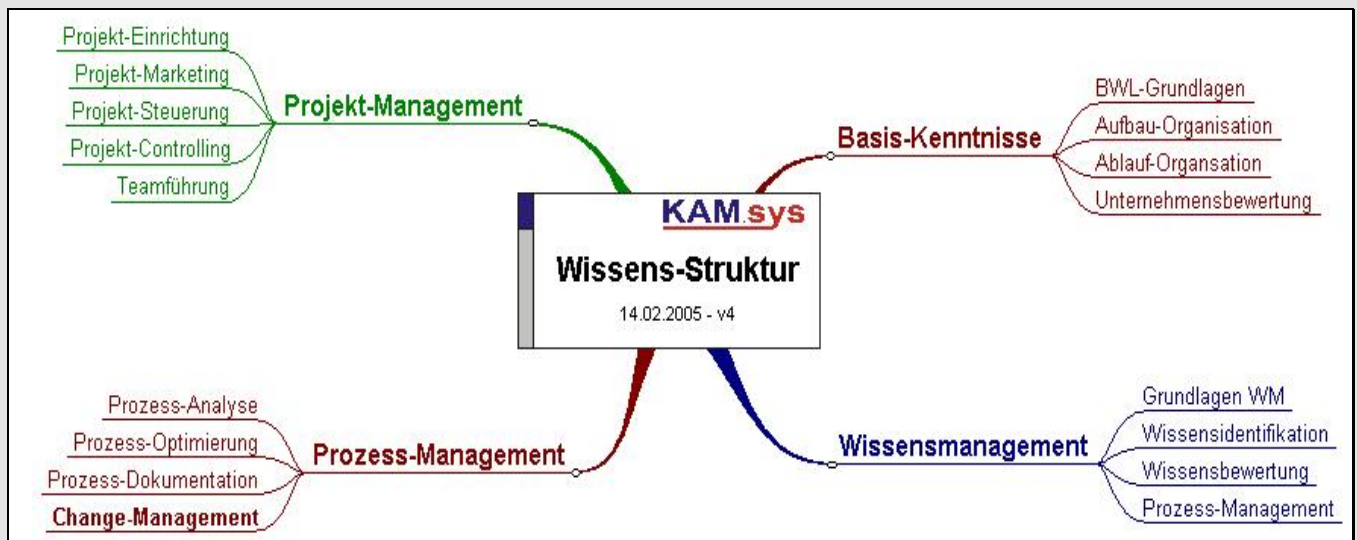 Projekt-Einrichtung
Projekt-Marketing
Projekt-Steuerung
Projekt-Controlling
Teamführung
Projekt-Management
Basis-Kenntnisse
BWL-Grundlagen
Aufbau-Organisation
Ablauf-Organsation
Unternehmensbewertung
KAM.sys
Wissens-Struktur
14.02.2005 - v4
Prozess-Analyse
Prozess-Optimierung
Prozess-Dokumentation
Change-Management
Prozess-Management
Wissensmanagement
Grundlagen WM
Wissensidentifikation
Wissensbewertung
Prozess-Management